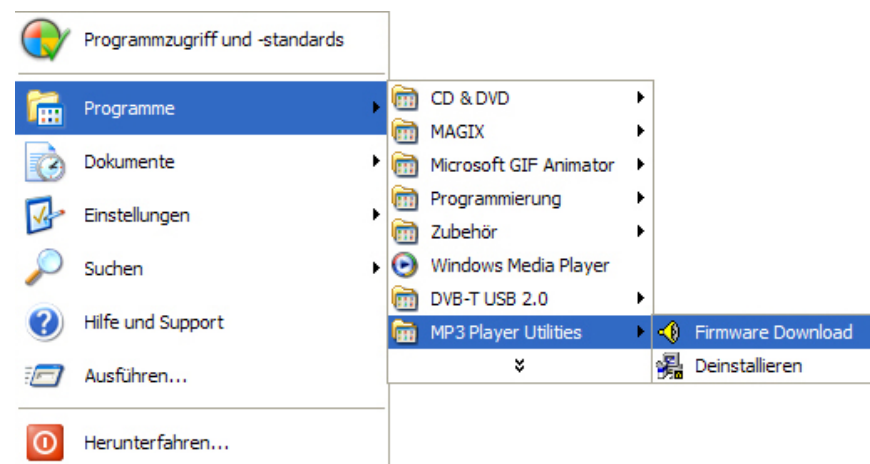 Programmzugriff und -standards
Programme
Dokumente
Einstellungen
Suchen
Hilfe und Support
Ausführen...
Herunterfahren...
CD & DVD
MAGIX
Microsoft GIF Animator
Programmierung
Zubehör
Windows Media Player
DVB-T USB 2.0
MP3 Player Utilities
Firmware Download
Deinstallieren